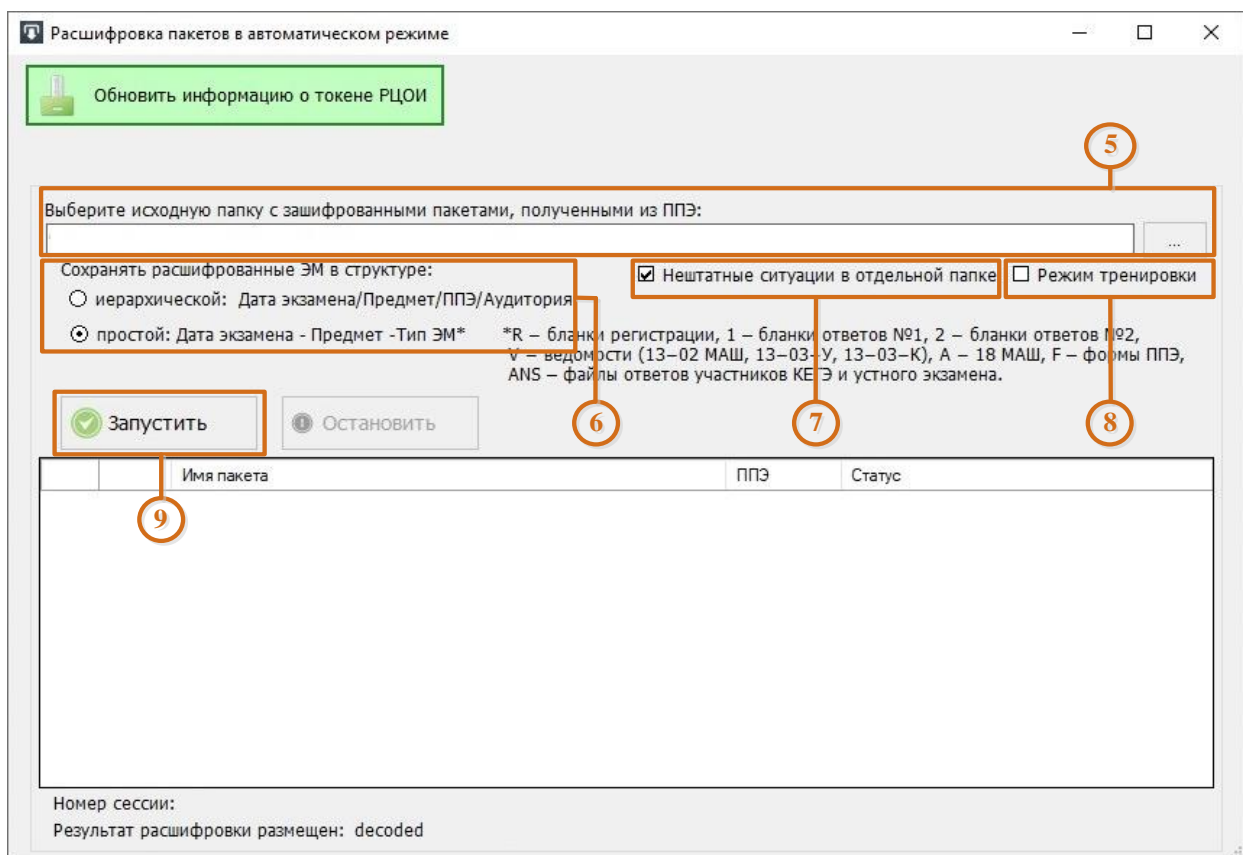 Расшифровка пакетов в автоматическом режиме
Обновить информацию о токене РЦОИ
5
Выберите исходную папку с зашифрованными пакетами, полученными из ППЭ:
...
Сохранять расшифрованные ЭМ в структуре:
Нештатные ситуации в отдельной папке
Режим тренировки
иерархической: Дата экзамена/Предмет/ППЭ/Аудитория
простой: Дата экзамена - Предмет -Тип ЭМ*
*R – бланки регистрации, 1 – бланки ответов №1, 2 – бланки ответов №2,
V – ведомости (13–02 МАШ, 13–03–У, 13–03–К), A – 18 МАШ, F – формы ППЭ,
ANS – файлы ответов участников КЕГЭ и устного экзамена.
Запустить
Остановить
6
7
8
Имя пакета
ППЭ
Статус
9
Номер сессии:
Результат расшифровки размещен: decoded